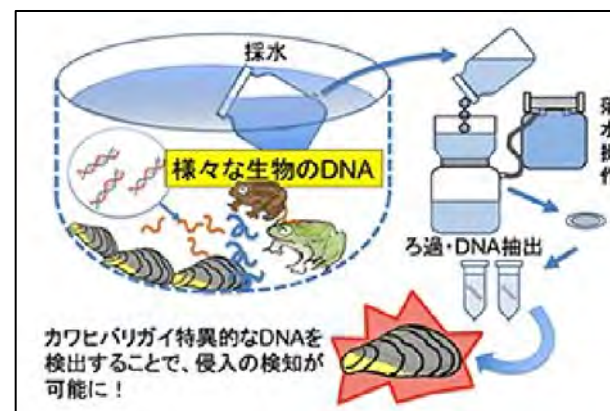 採水
様々な生物のDNA
ろ過・DNA抽出
カワヒバリガイ特異的なDNAを
検出することで、侵入の検知が
可能に！